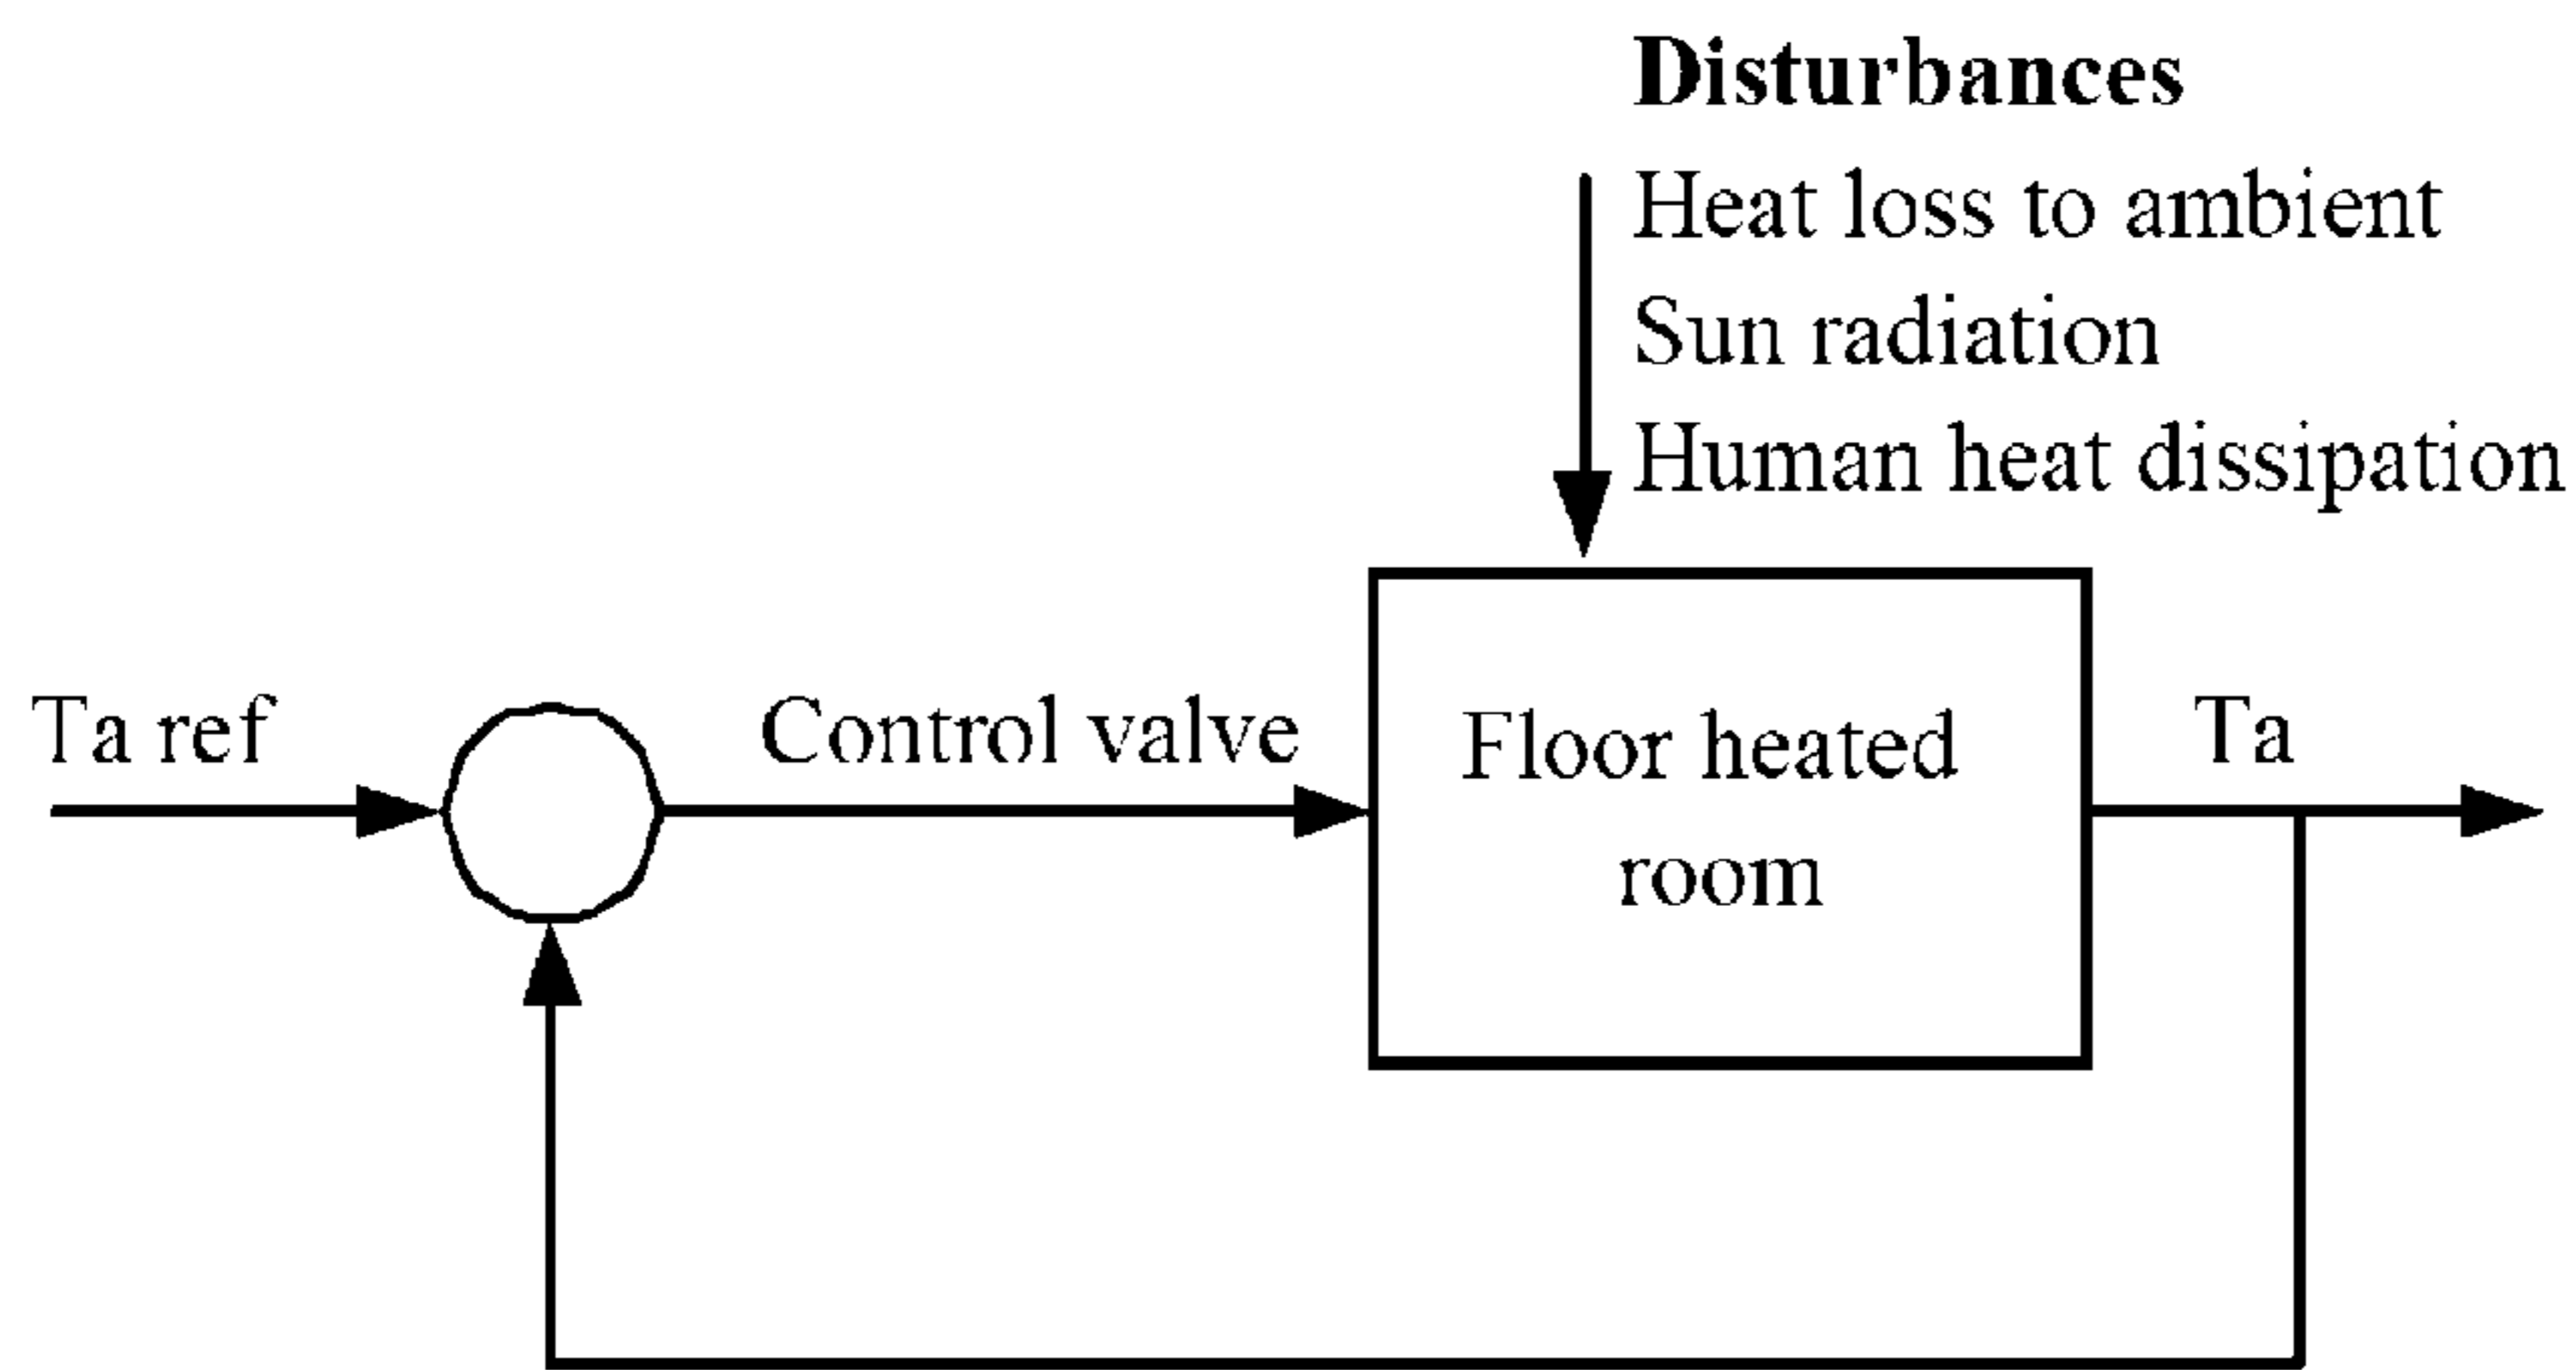 Disturbances
Heat loss to ambient
Sun radiation
Human heat dissipation
Ta ref
Control valve
Floor heated
room
Ta